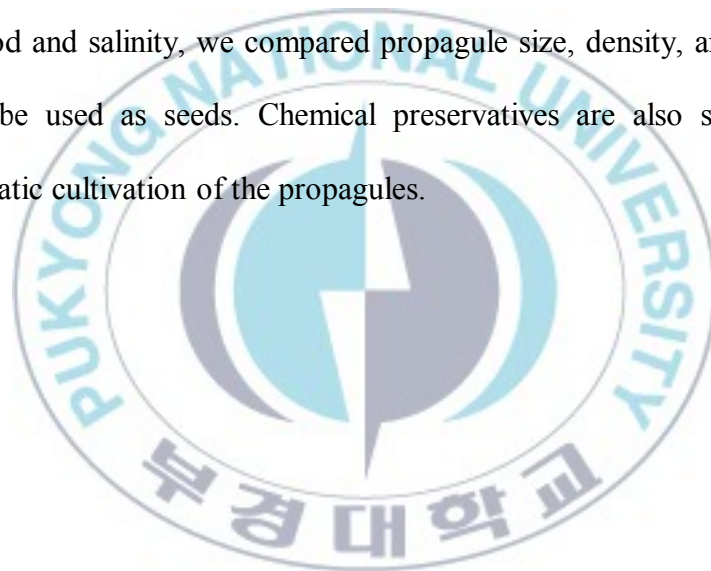 od and salinity, we compared propagule size, density, a
be used as seeds. Chemical preservatives are also s
atic cultivation of the propagules.
PUKYONG NATIONAL UNIVERSITY
부경대학교